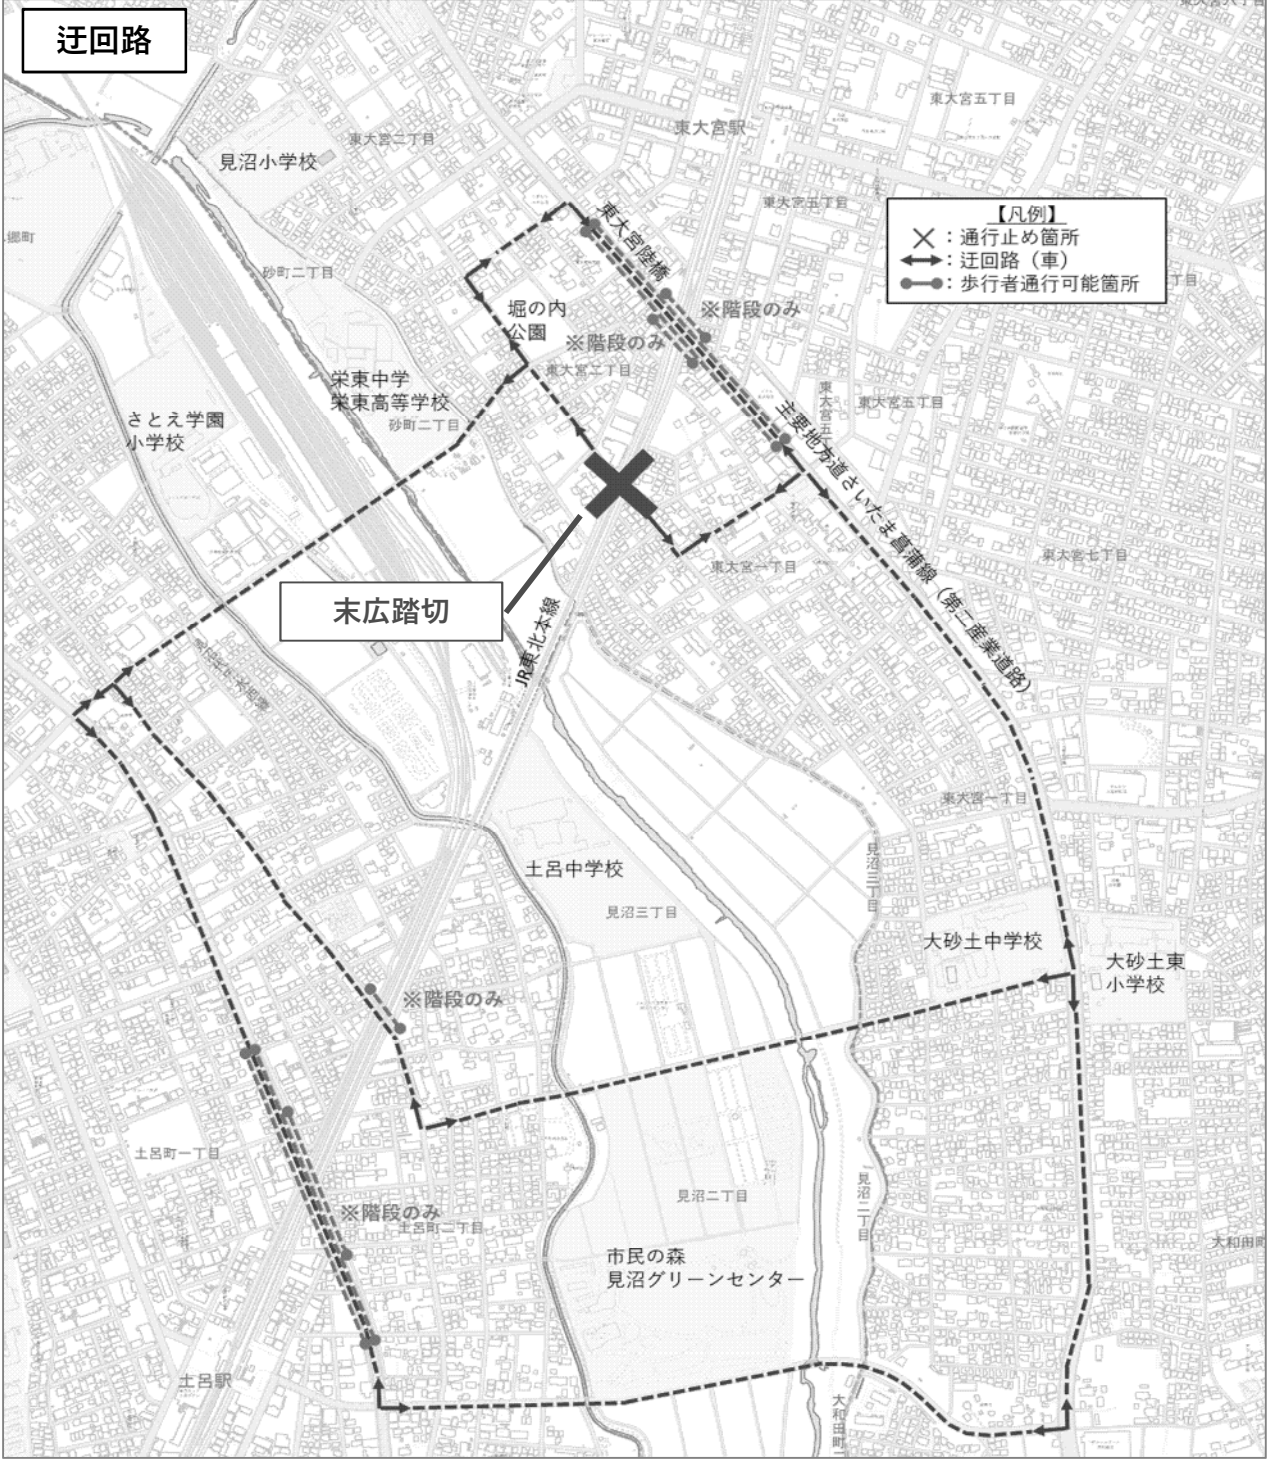 迂回路
東大宮五丁目
東大宮駅
東大宮二丁目
見沼小学校
【凡例】
×：通行止め箇所
：迂回路（車）
：歩行者通行可能箇所
東大宮五丁目
東大宮陸橋
砂町二丁目
丁目
堀の内
公園
※階段のみ
※階段のみ
東大宮二丁目
栄東中学
栄東高等学校
砂町二丁目
さとえ学園
小学校
東大宮五丁
東大宮五丁目
主要地方道さいたま菖蒲線（第二産業道路）
東大宮七丁目
東大宮一丁目
末広踏切
JR東北本線
東大宮一丁目
土呂中学校
見沼三丁目
見沼三丁目
大砂土中学校
大砂土東
小学校
※階段のみ
土呂町一丁目
見沼二丁目
見沼二丁目
※階段のみ
土呂町二丁目
市民の森
見沼グリーンセンター
大和田町
土呂駅
大和田町